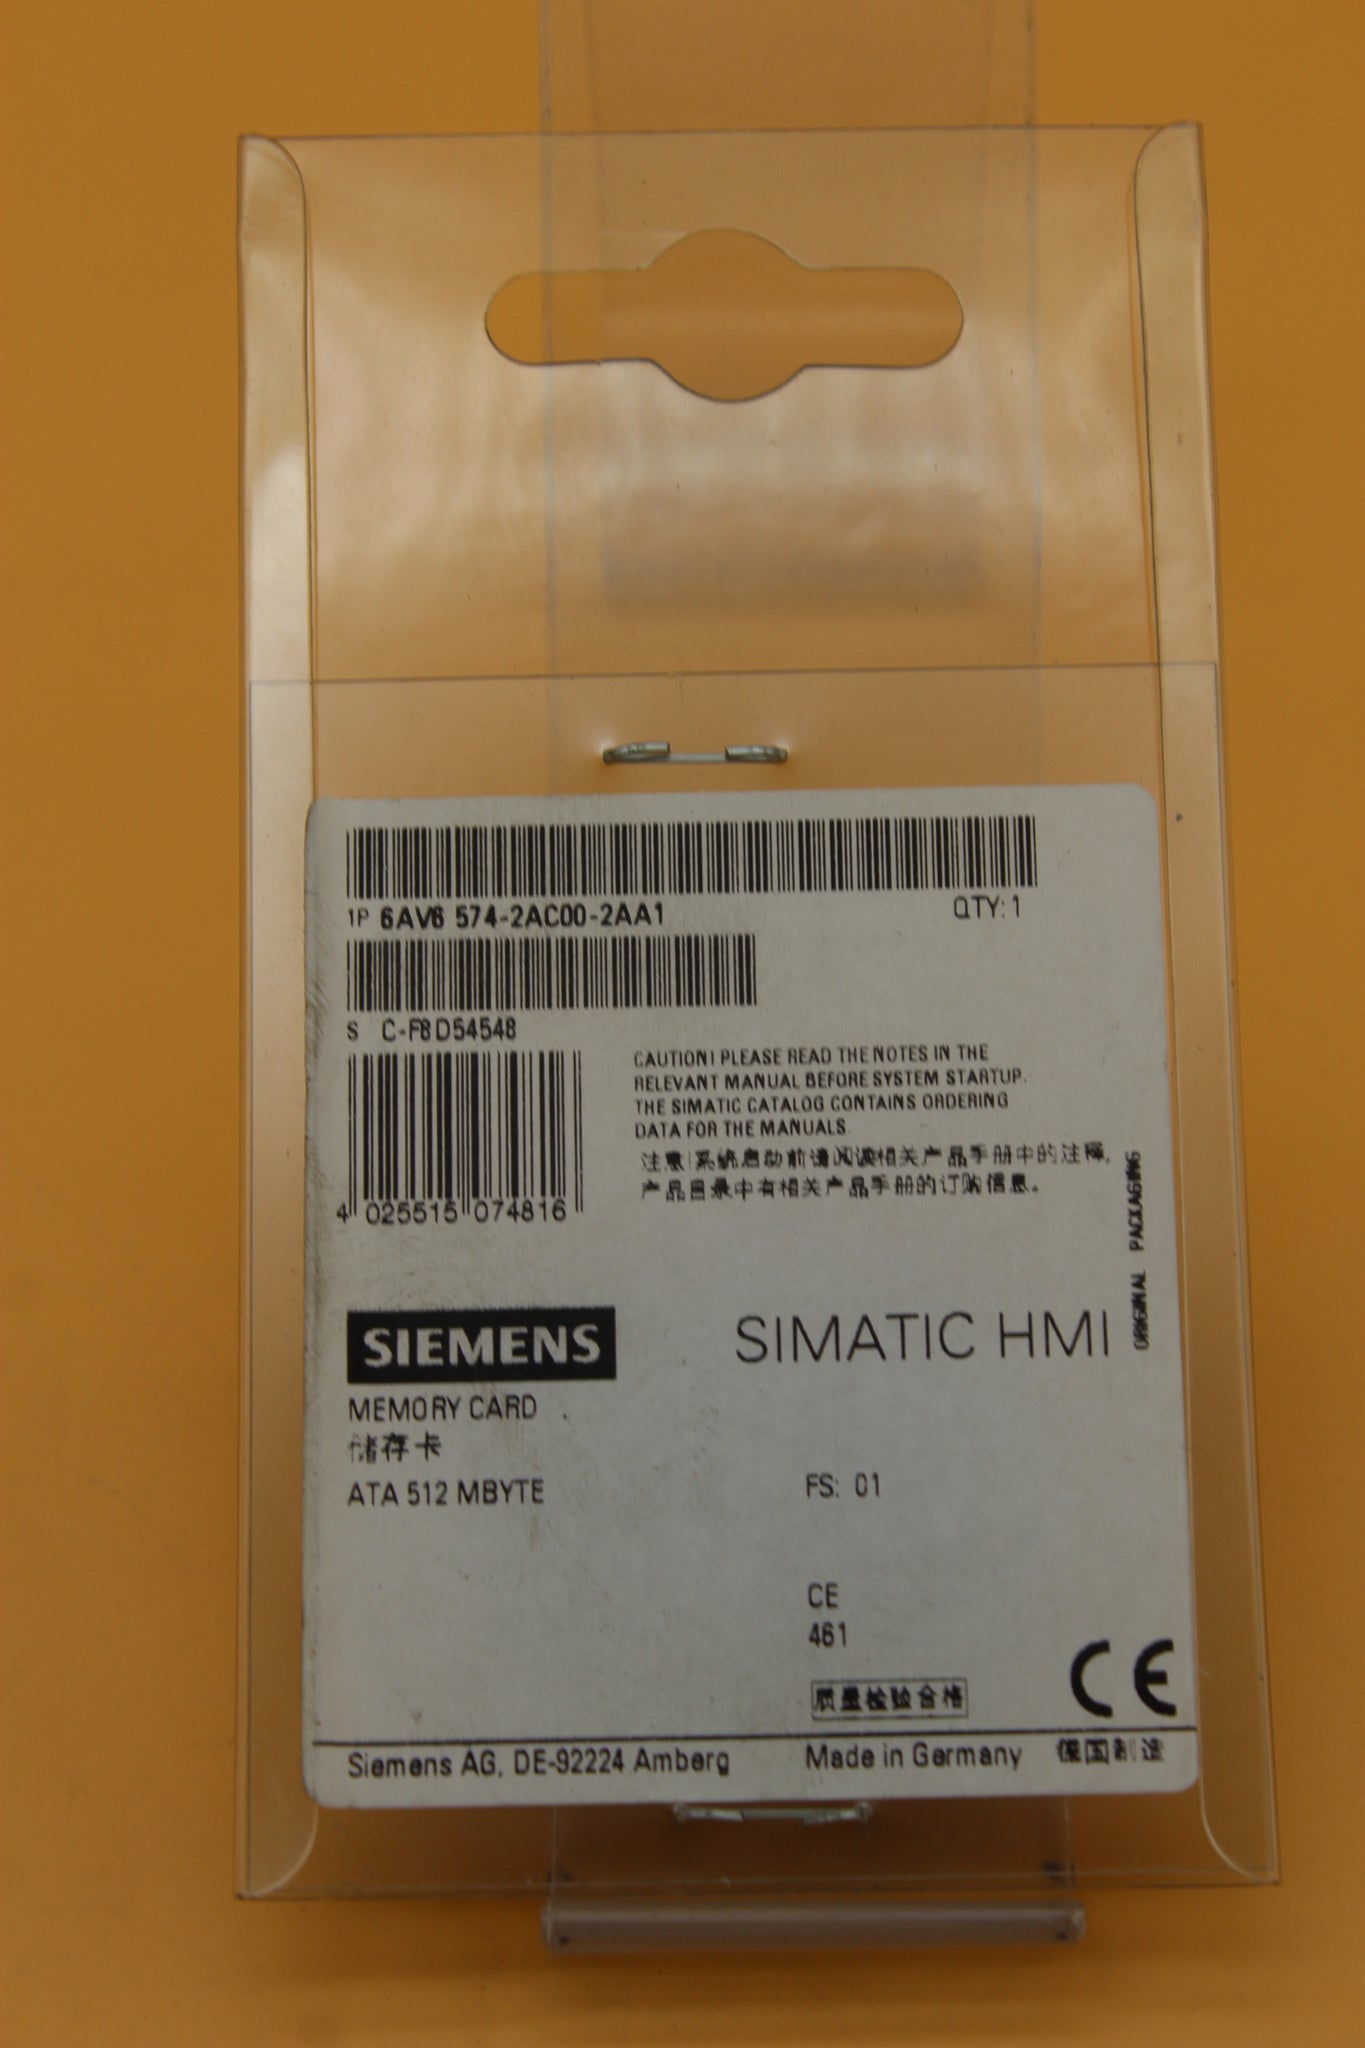 1P 6AV6 574-2AC00-2AA1 QTY: 1
S C-F8D54548
CAUTION! PLEASE READ THE NOTES IN THE
RELEVANT MANUAL BEFORE SYSTEM STARTUP.
THE SIMATIC CATALOG CONTAINS ORDERING
DATA FOR THE MANUALS.
注意!系统启动前请阅读相关产品手册中的注释,
产品目录中有相关产品手册的订购信息。
4 025515 074816
ORIGINAL PACKAGING
SIEMENS SIMATIC HMI
MEMORY CARD
储存卡
ATA 512 MBYTE FS: 01
CE
461
质量检验合格
CE
Siemens AG, DE-92224 Amberg Made in Germany 德国制造